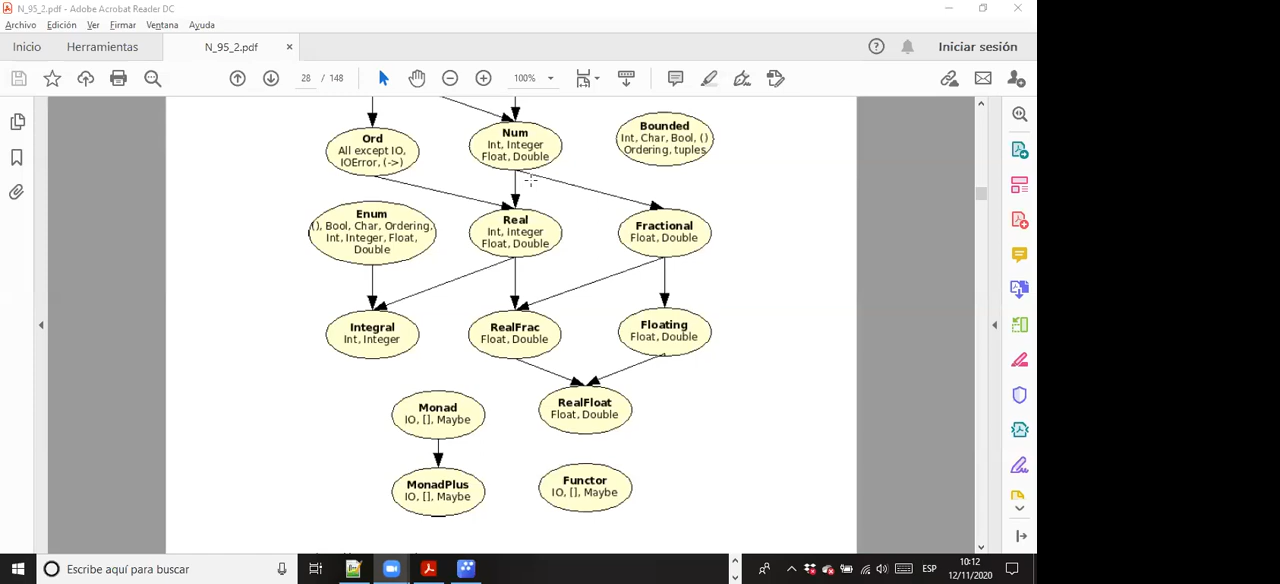 N_95_2.pdf - Adobe Acrobat Reader DC
Archivo Edición Ver Firmar Ventana Ayuda
Inicio Herramientas N_95_2.pdf × Iniciar sesión
28 / 148 100%
Ord
All except IO,
IOError, (->)
Num
Int, Integer
Float, Double
Bounded
Int, Char, Bool, ()
Ordering, tuples
Enum
(), Bool, Char, Ordering,
Int, Integer, Float,
Double
Real
Int, Integer
Float, Double
Fractional
Float, Double
Integral
Int, Integer
RealFrac
Float, Double
Floating
Float, Double
Monad
IO, [], Maybe
RealFloat
Float, Double
MonadPlus
IO, [], Maybe
Functor
IO, [], Maybe
Escribe aquí para buscar
ESP
10:12
12/11/2020